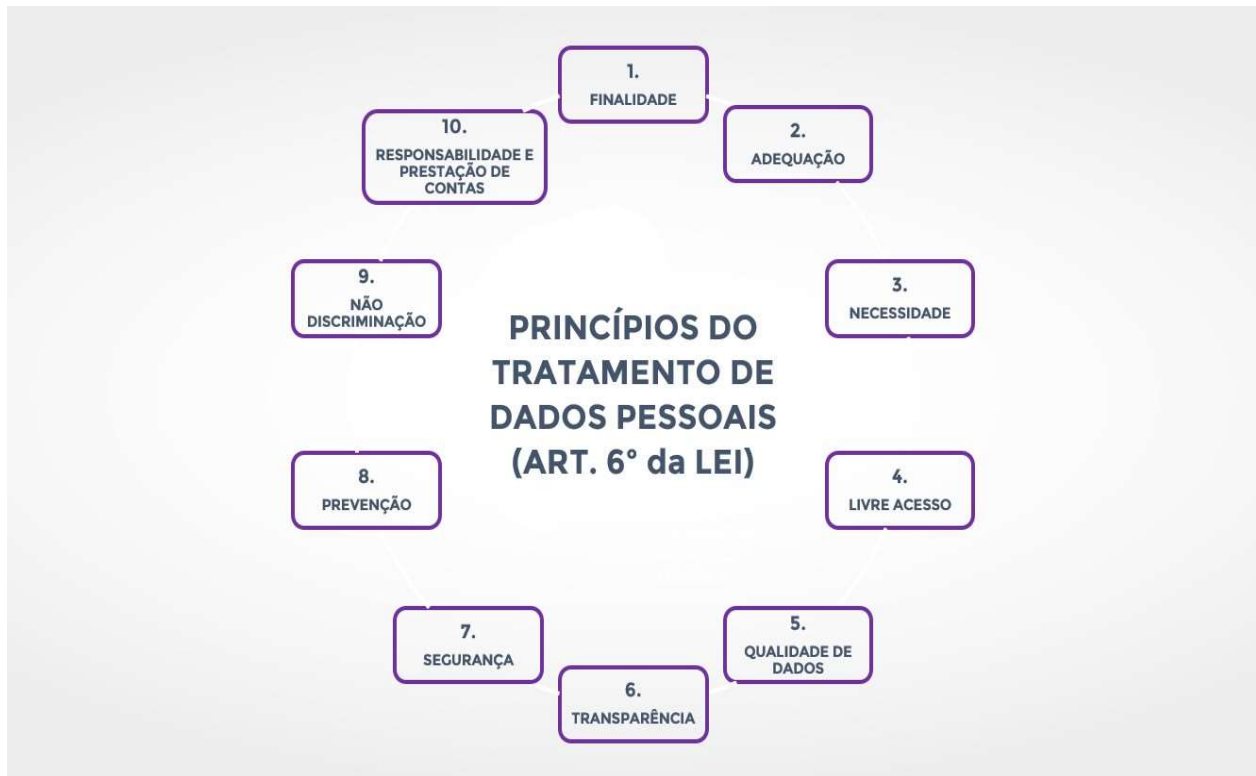 1.
FINALIDADE
2.
ADEQUAÇÃO
3.
NECESSIDADE
4.
LIVRE ACESSO
5.
QUALIDADE DE
DADOS
6.
TRANSPARÊNCIA
7.
SEGURANÇA
8.
PREVENÇÃO
9.
NÃO
DISCRIMINAÇÃO
10.
RESPONSABILIDADE E
PRESTAÇÃO DE
CONTAS
PRINCÍPIOS DO
TRATAMENTO DE
DADOS PESSOAIS
(ART. 6° da LEI)